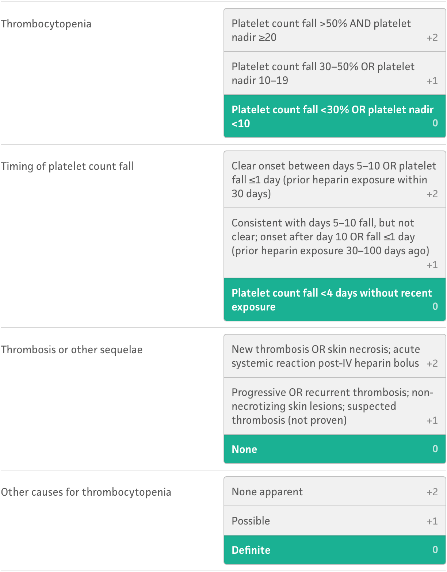 Thrombocytopenia
Platelet count fall >50% AND platelet
nadir ≥20 +2
Platelet count fall 30–50% OR platelet
nadir 10–19 +1
Platelet count fall <30% OR platelet nadir
<10 0
Timing of platelet count fall
Clear onset between days 5–10 OR platelet
fall ≤1 day (prior heparin exposure within
30 days) +2
Consistent with days 5–10 fall, but not
clear; onset after day 10 OR fall ≤1 day
(prior heparin exposure 30–100 days ago)
+1
Platelet count fall <4 days without recent
exposure 0
Thrombosis or other sequelae
New thrombosis OR skin necrosis; acute
systemic reaction post-IV heparin bolus +2
Progressive OR recurrent thrombosis; non-
necrotizing skin lesions; suspected
thrombosis (not proven) +1
None 0
Other causes for thrombocytopenia
None apparent +2
Possible +1
Definite 0